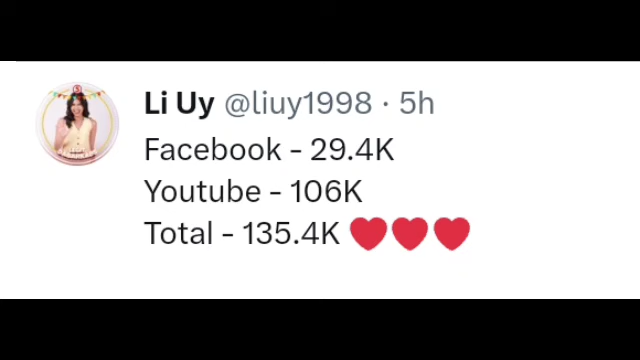 Li Uy @liuy1998 · 5h
Facebook - 29.4K
Youtube - 106K
Total - 135.4K ❤️❤️❤️